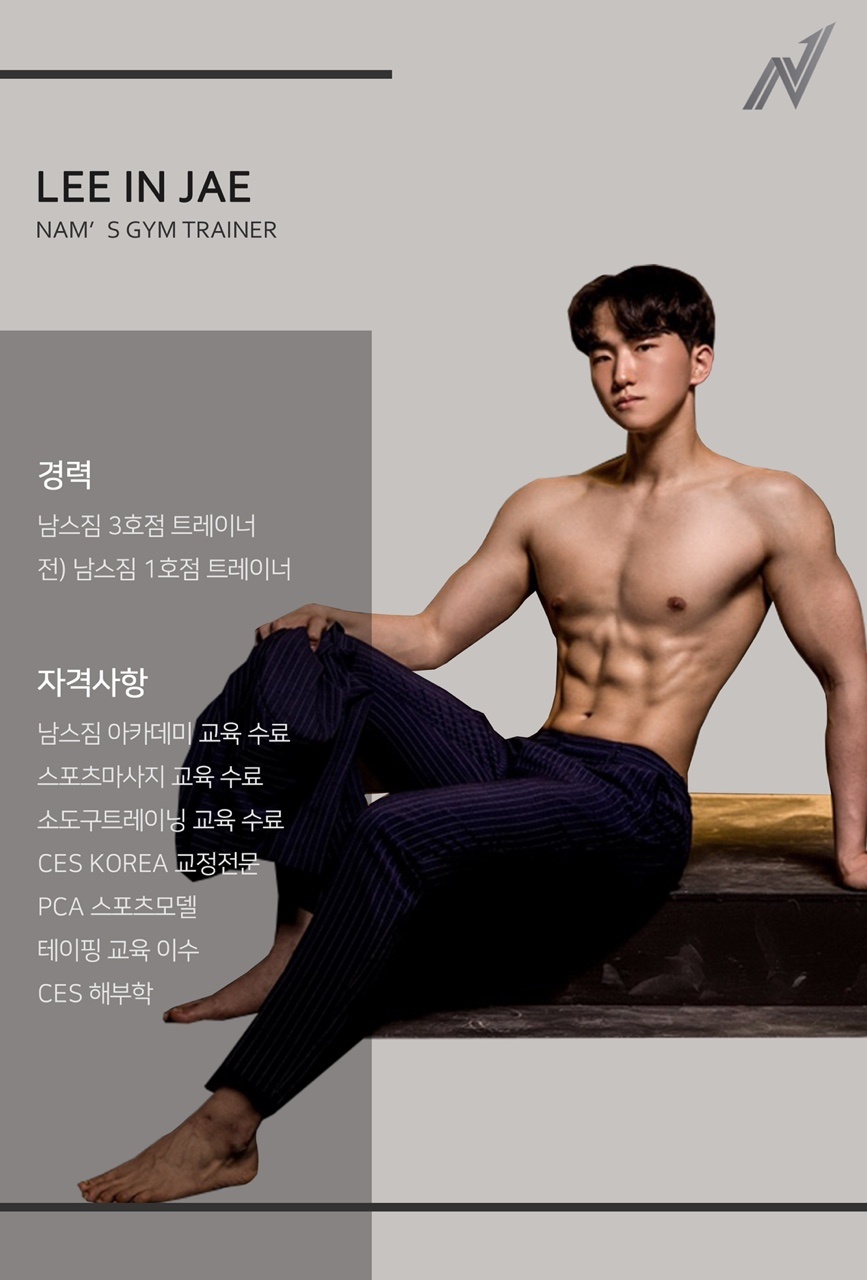 LEE IN JAE
NAM’ S GYM TRAINER
경력
남스짐 3호점 트레이너
전) 남스짐 1호점 트레이너
자격사항
남스짐 아카데미 교육 수료
스포츠마사지 교육 수료
소도구트레이닝 교육 수료
CES KOREA 교정전문
PCA 스포츠모델
테이핑 교육 이수
CES 해부학